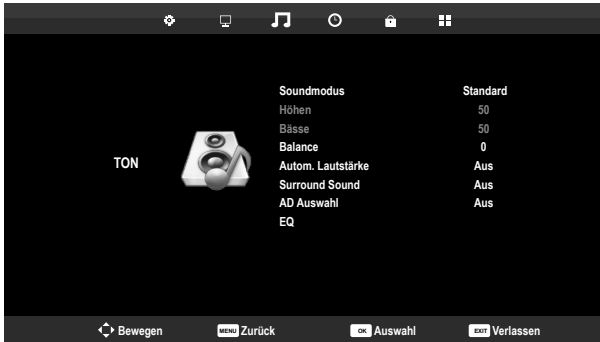 Soundmodus Standard
Höhen 50
Bässe 50
Balance 0
TON
Autom. Lautstärke Aus
Surround Sound Aus
AD Auswahl Aus
EQ
Bewegen MENU Zurück OK Auswahl EXIT Verlassen